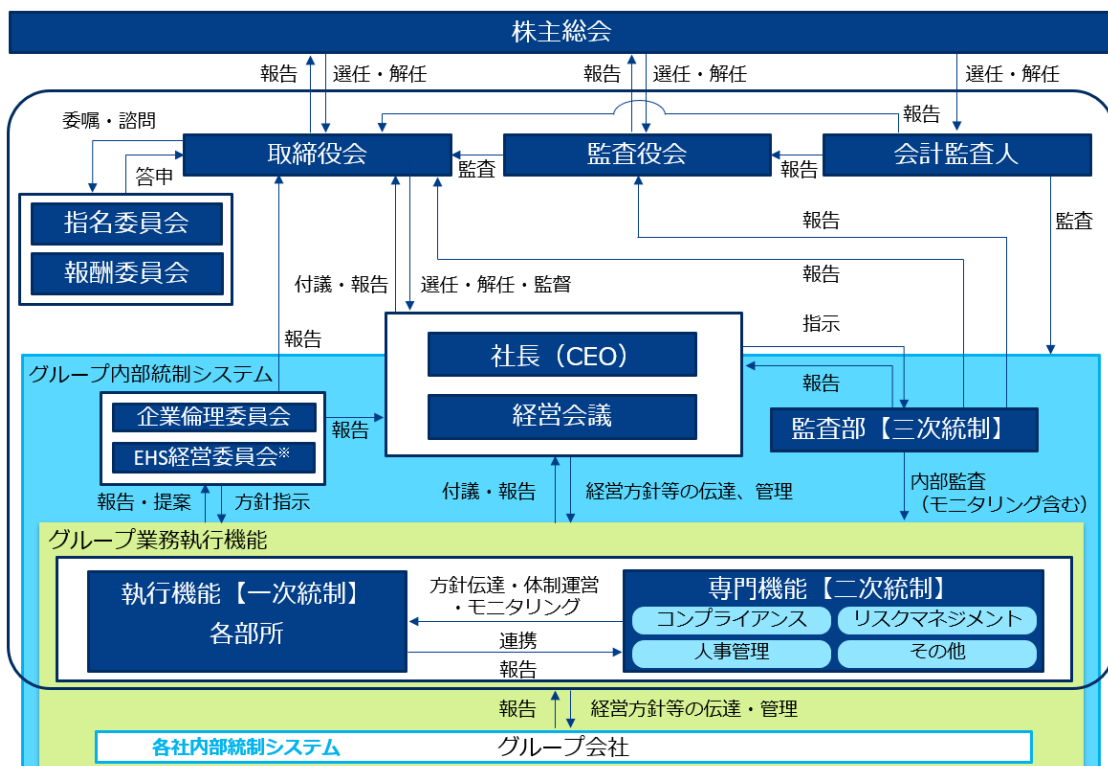 株主総会
報告
選任・解任
報告
選任・解任
選任・解任
委嘱・諮問
報告
取締役会
監査
監査役会
報告
会計監査人
答申
指名委員会
報酬委員会
報告
監査
報告
付議・報告
選任・解任・監督
指示
報告
社長（CEO）
経営会議
グループ内部統制システム
報告
企業倫理委員会
EHS経営委員会※
報告
監査部【三次統制】
報告・提案
方針指示
付議・報告
経営方針等の伝達、管理
内部監査
（モニタリング含む）
グループ業務執行機能
執行機能【一次統制】
各部所
方針伝達・体制運営
・モニタリング
連携
報告
専門機能【二次統制】
コンプライアンス
リスクマネジメント
人事管理
その他
報告
経営方針等の伝達・管理
各社内部統制システム
グループ会社